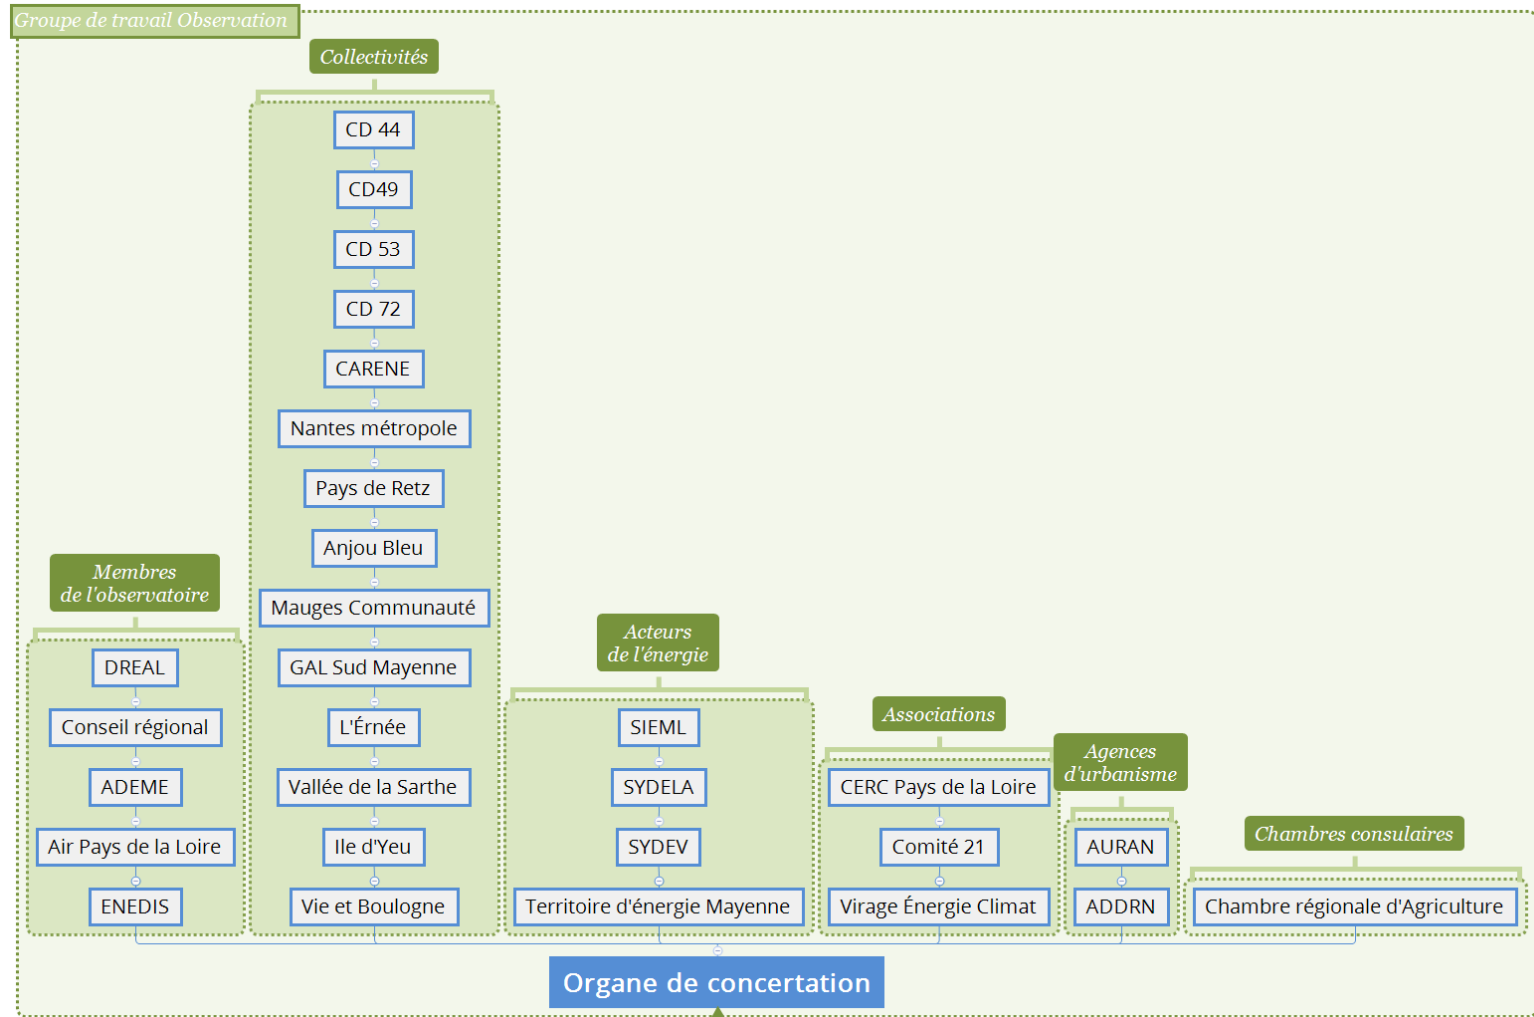 Groupe de travail Observation
Membres
de l'observatoire
DREAL
Conseil régional
ADEME
Air Pays de la Loire
ENEDIS
Collectivités
CD 44
CD49
CD 53
CD 72
CARENE
Nantes métropole
Pays de Retz
Anjou Bleu
Mauges Communauté
GAL Sud Mayenne
L'Érnée
Vallée de la Sarthe
Ile d'Yeu
Vie et Boulogne
Acteurs
de l'énergie
SIEML
SYDELA
SYDEV
Territoire d'énergie Mayenne
Associations
CERC Pays de la Loire
Comité 21
Virage Énergie Climat
Agences
d'urbanisme
AURAN
ADDRN
Chambres consulaires
Chambre régionale d'Agriculture
Organe de concertation